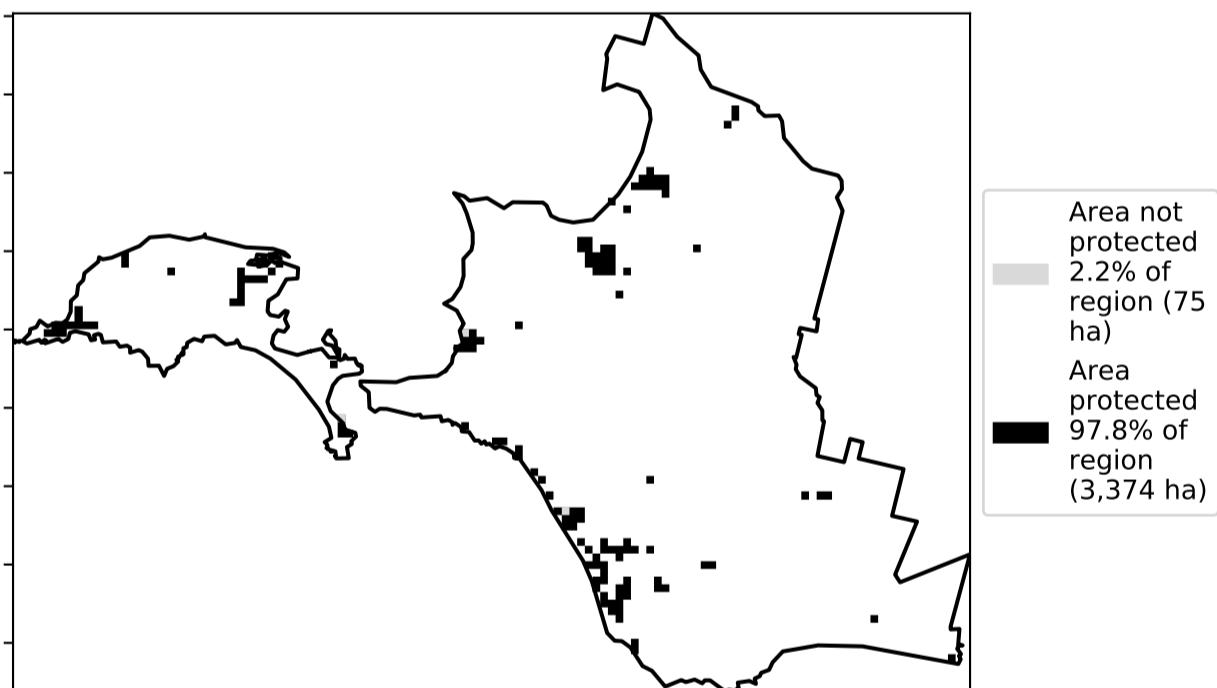 Area not
protected
2.2% of
region (75
ha)
Area
protected
97.8% of
region
(3,374 ha)